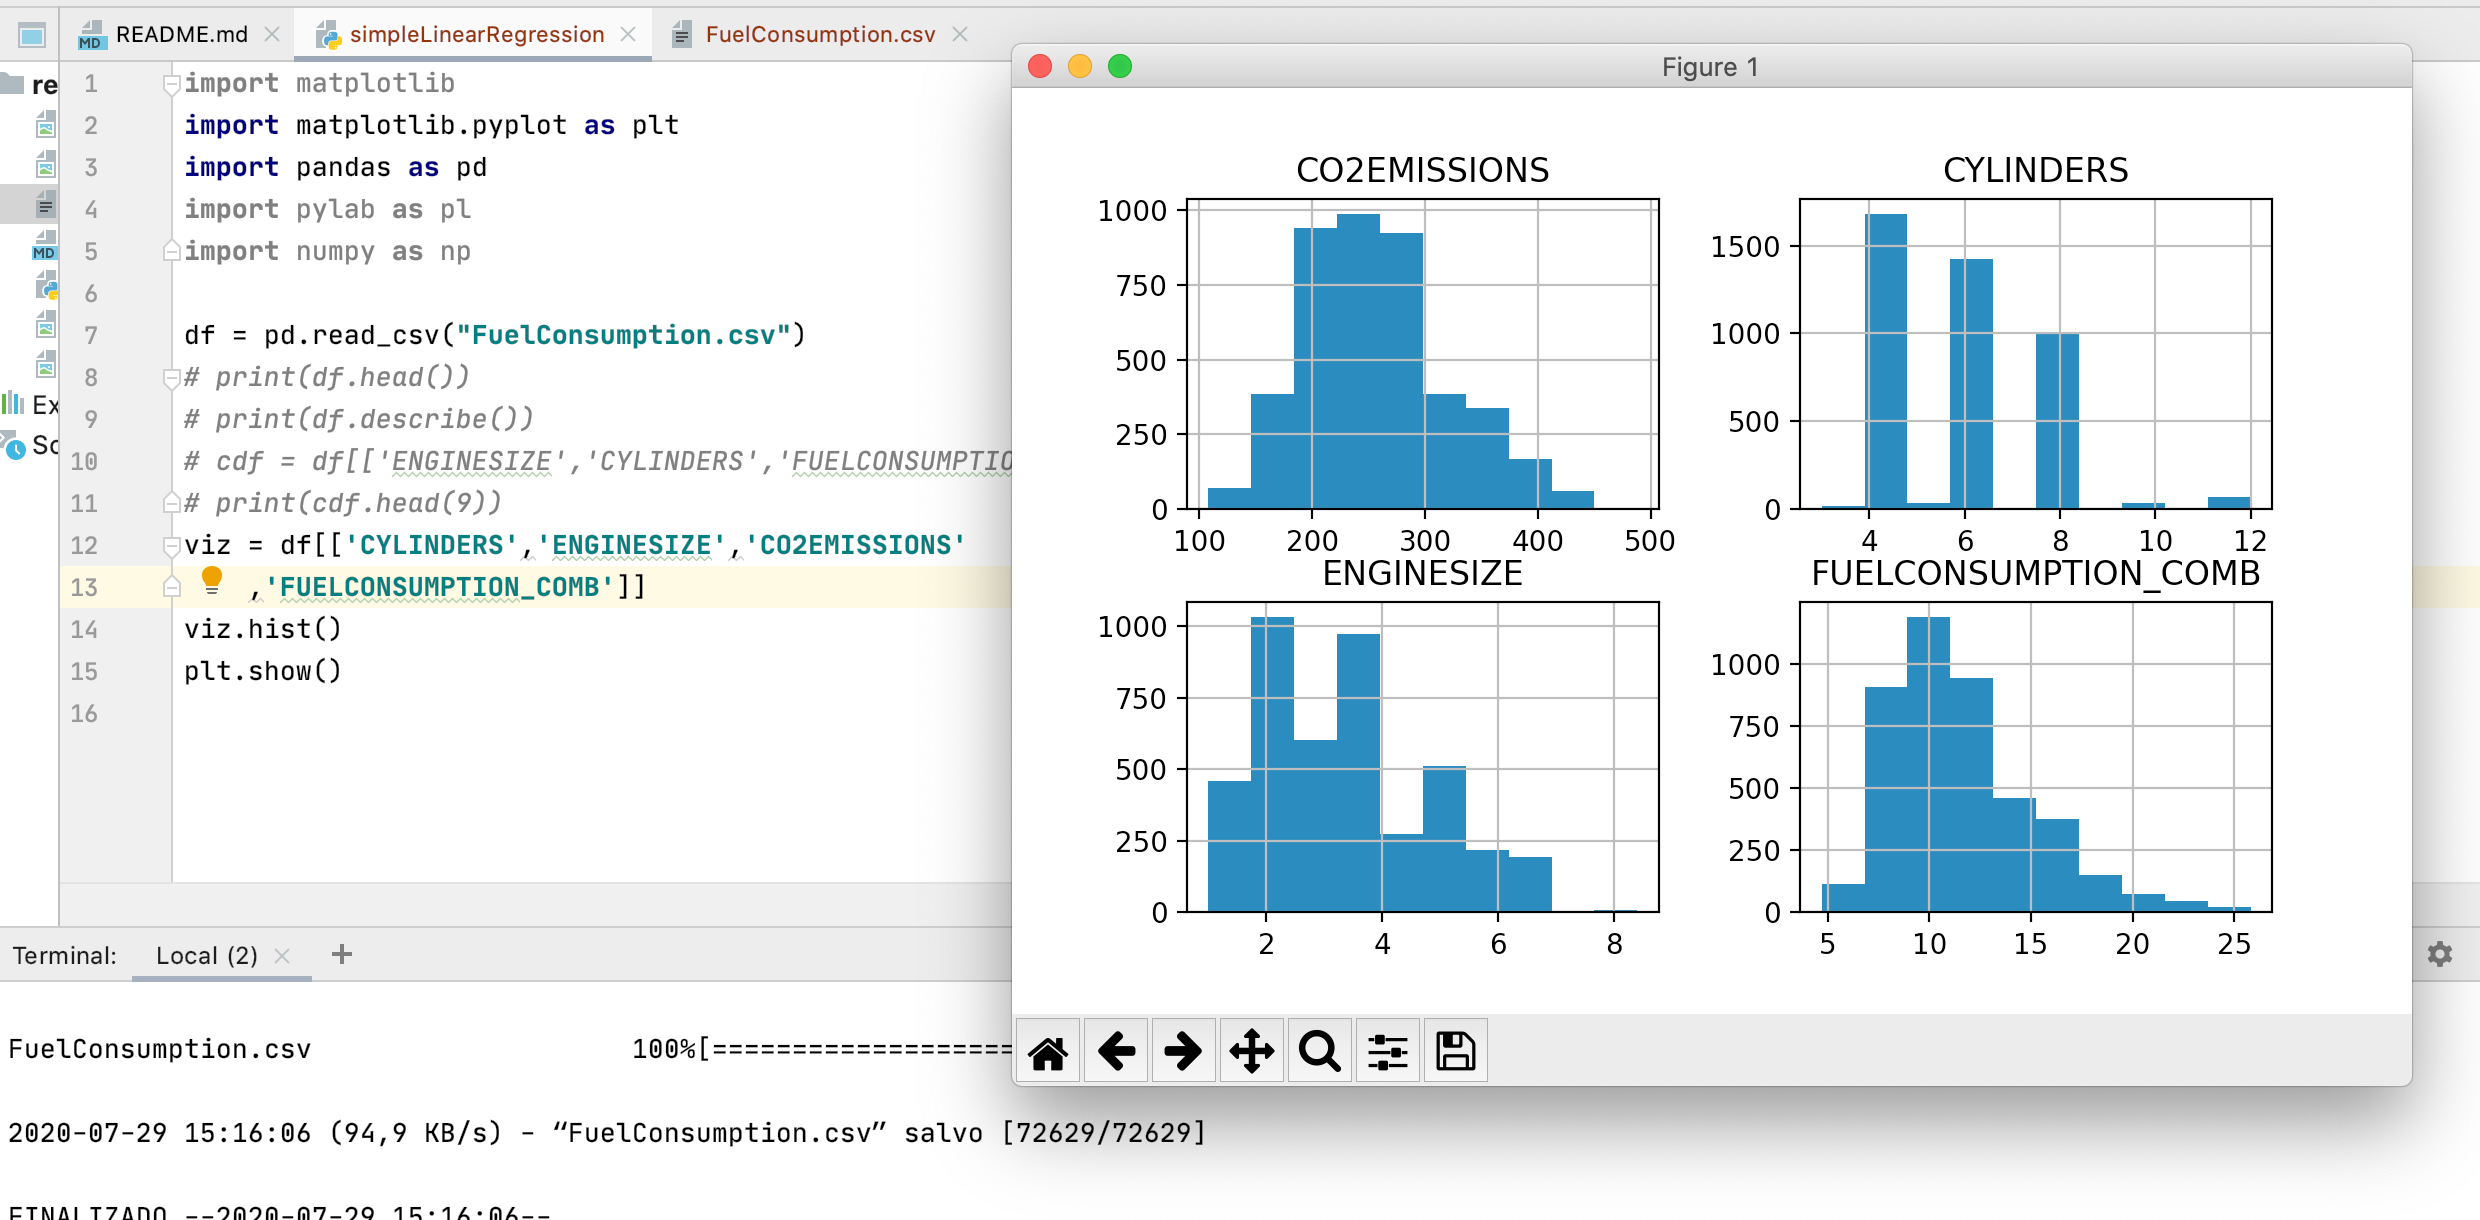 README.md
simpleLinearRegression
FuelConsumption.csv
re
Ex
Sc
1 import matplotlib
2 import matplotlib.pyplot as plt
3 import pandas as pd
4 import pylab as pl
5 import numpy as np
6
7 df = pd.read_csv("FuelConsumption.csv")
8 # print(df.head())
9 # print(df.describe())
10 # cdf = df[['ENGINESIZE','CYLINDERS','FUELCONSUMPTIO
11 # print(cdf.head(9))
12 viz = df[['CYLINDERS','ENGINESIZE','CO2EMISSIONS'
13 ,'FUELCONSUMPTION_COMB']]
14 viz.hist()
15 plt.show()
16
Figure 1
CO2EMISSIONS
1000
750
500
250
0
100 200 300 400 500
CYLINDERS
1500
1000
500
0
4 6 8 10 12
ENGINESIZE
1000
750
500
250
0
2 4 6 8
FUELCONSUMPTION_COMB
1000
750
500
250
0
5 10 15 20 25
Terminal: Local (2) +
FuelConsumption.csv 100%[===================
2020-07-29 15:16:06 (94,9 KB/s) - “FuelConsumption.csv” salvo [72629/72629]
FINALIZADO --2020-07-29 15:16:06--
MD
MD